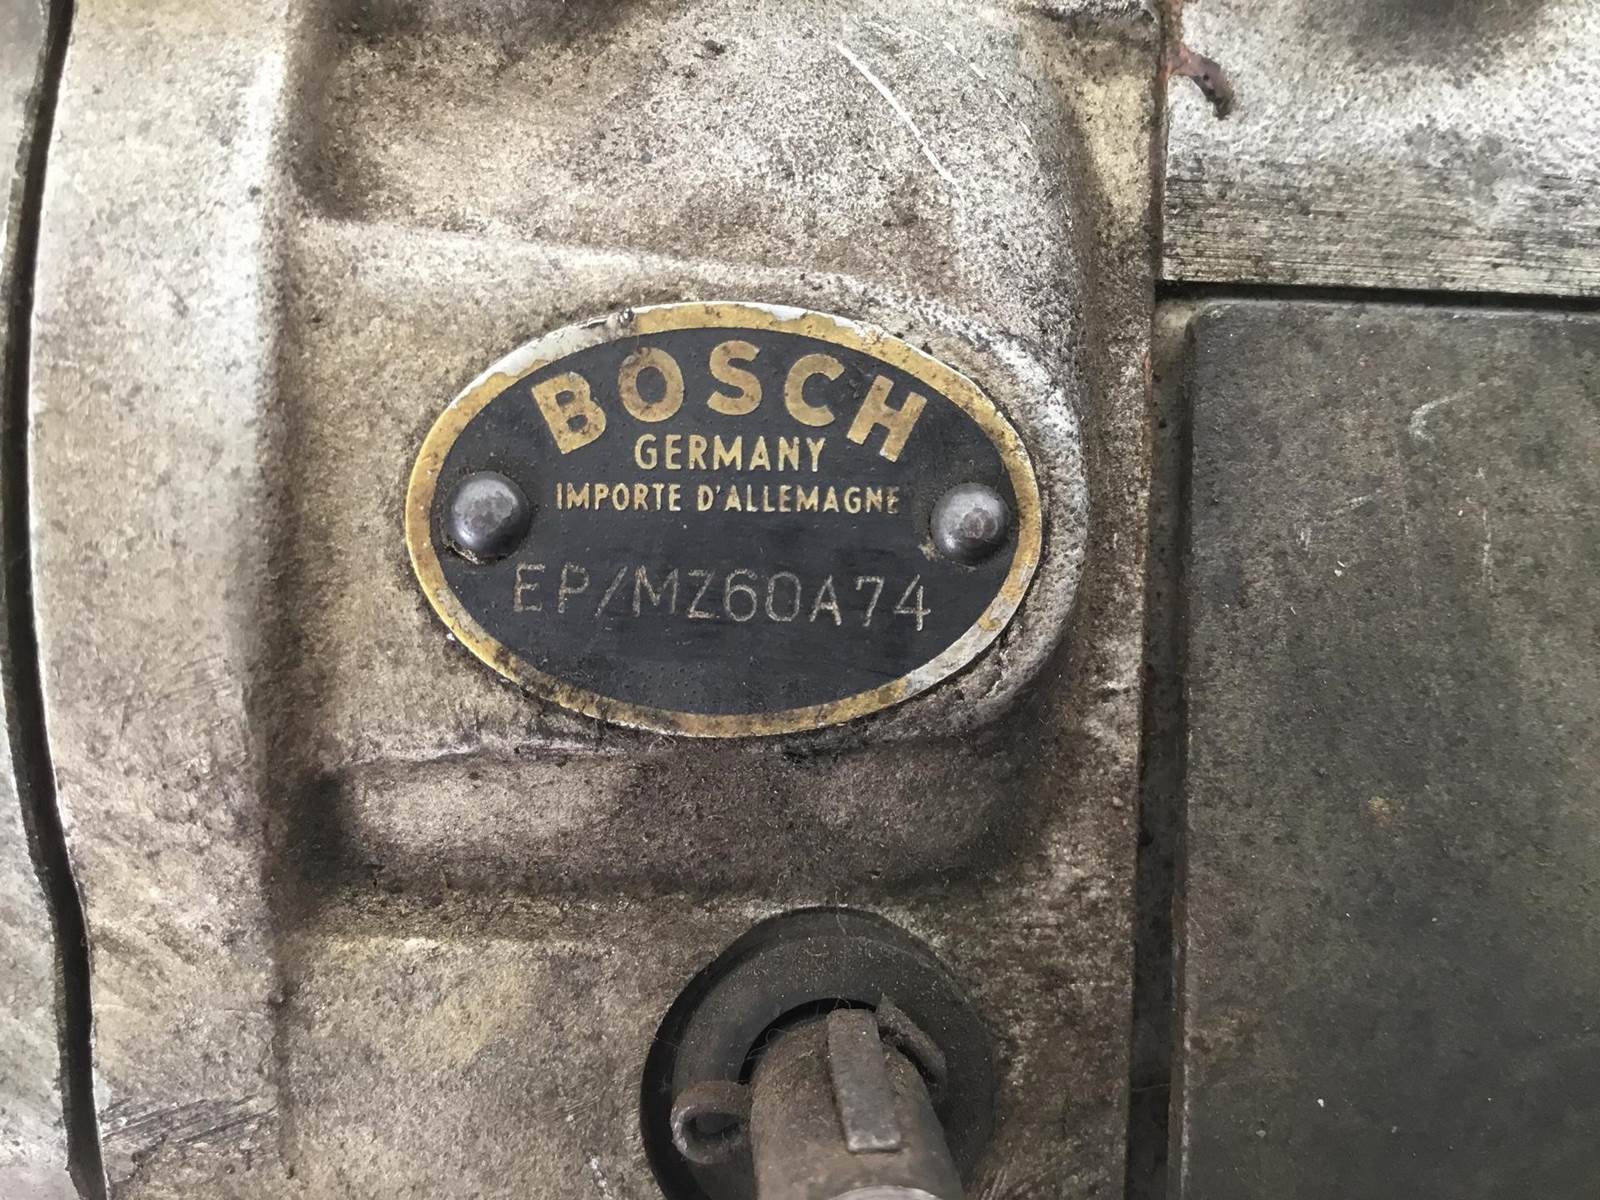 BOSCH
GERMANY
IMPORTE D'ALLEMAGNE
EP/MZ60A74